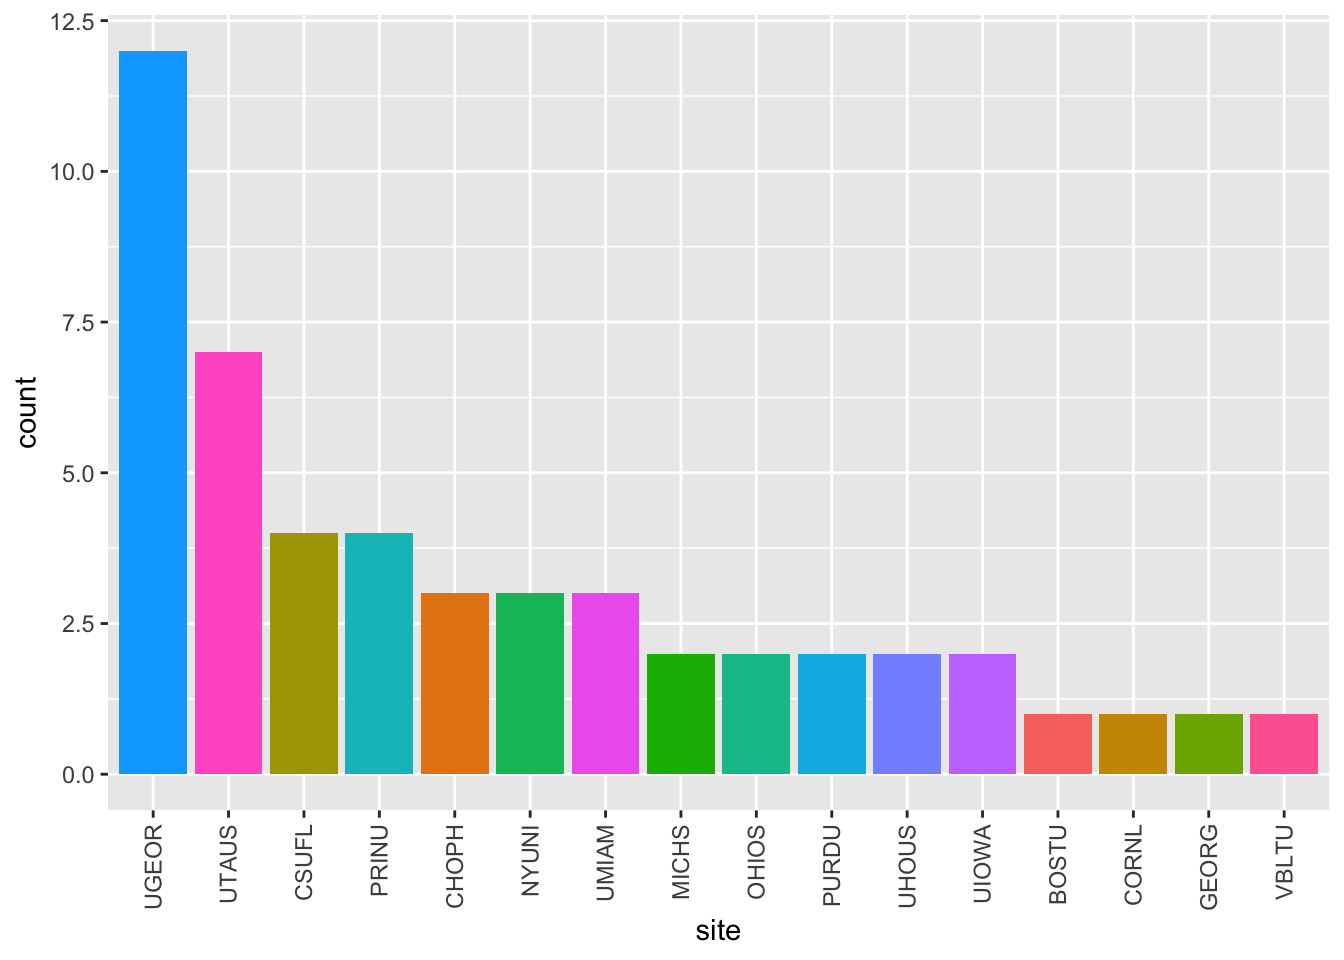 12.5
10.0
7.5
5.0
2.5
0.0
count
UGEOR
UTAUS
CSUFL
PRINU
CHOPH
NYUNI
UMIAM
MICHS
OHIOS
PURDU
UHOUS
UIOWA
BOSTU
CORNL
GEORG
VBLTU
site